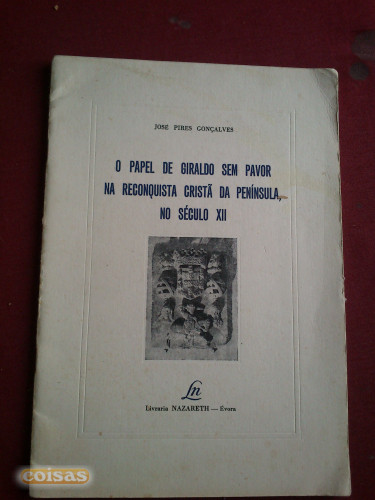 JOSÉ PIRES GONÇALVES
O PAPEL DE GIRALDO SEM PAVOR
NA RECONQUISTA CRISTÃ DA PENÍNSULA,
NO SÉCULO XII
Ln
Livraria NAZARETH — Évora
coisas